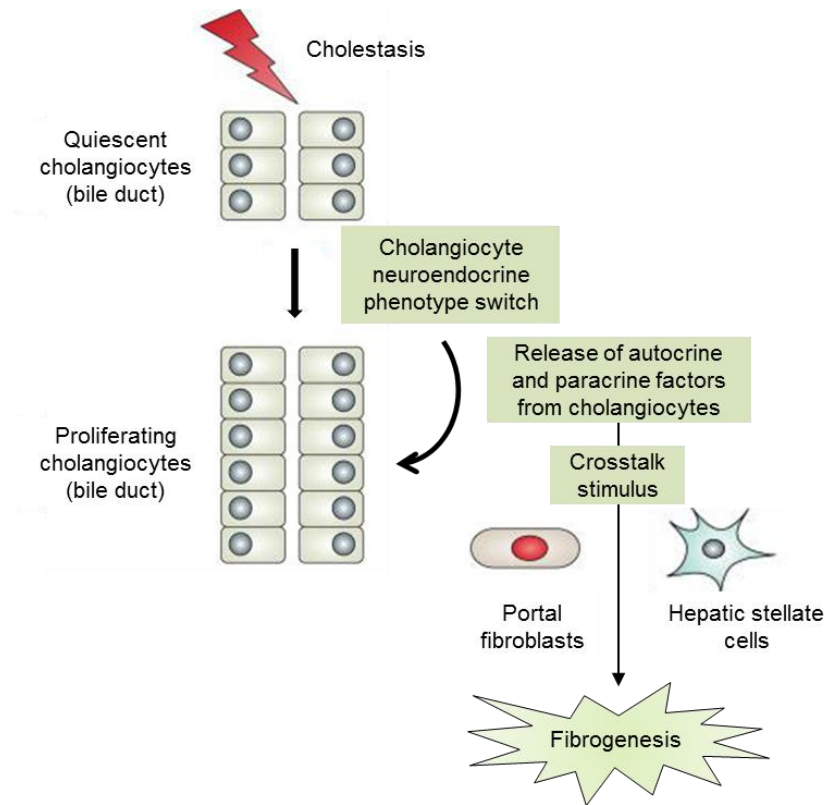 Cholestasis
Quiescent
cholangiocytes
(bile duct)
Cholangiocyte
neuroendocrine
phenotype switch
Release of autocrine
and paracrine factors
from cholangiocytes
Proliferating
cholangiocytes
(bile duct)
Crosstalk
stimulus
Portal
fibroblasts
Hepatic stellate
cells
Fibrogenesis